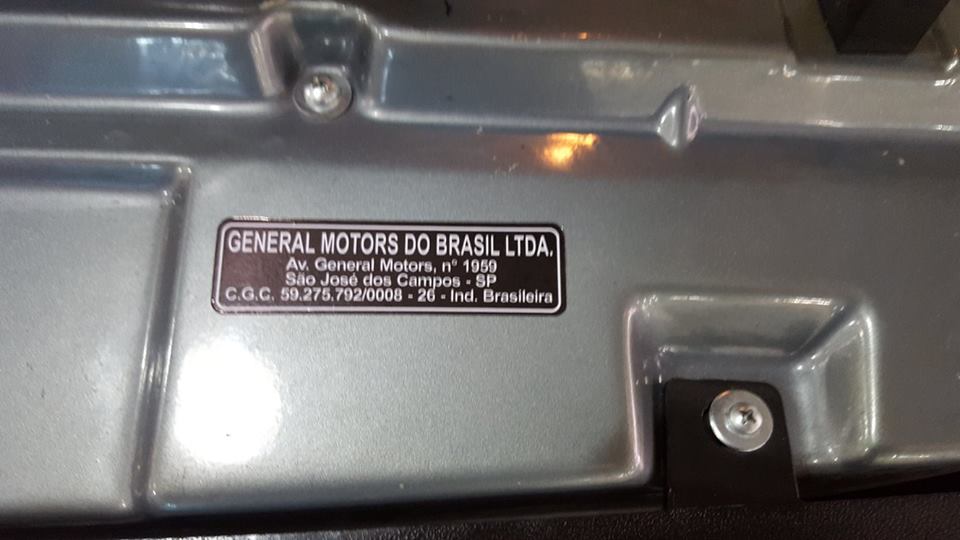 GENERAL MOTORS DO BRASIL LTDA.
Av. General Motors, nº 1959
São José dos Campos - SP
C.G.C. 59.275.792/0008 - 26 - Ind. Brasileira